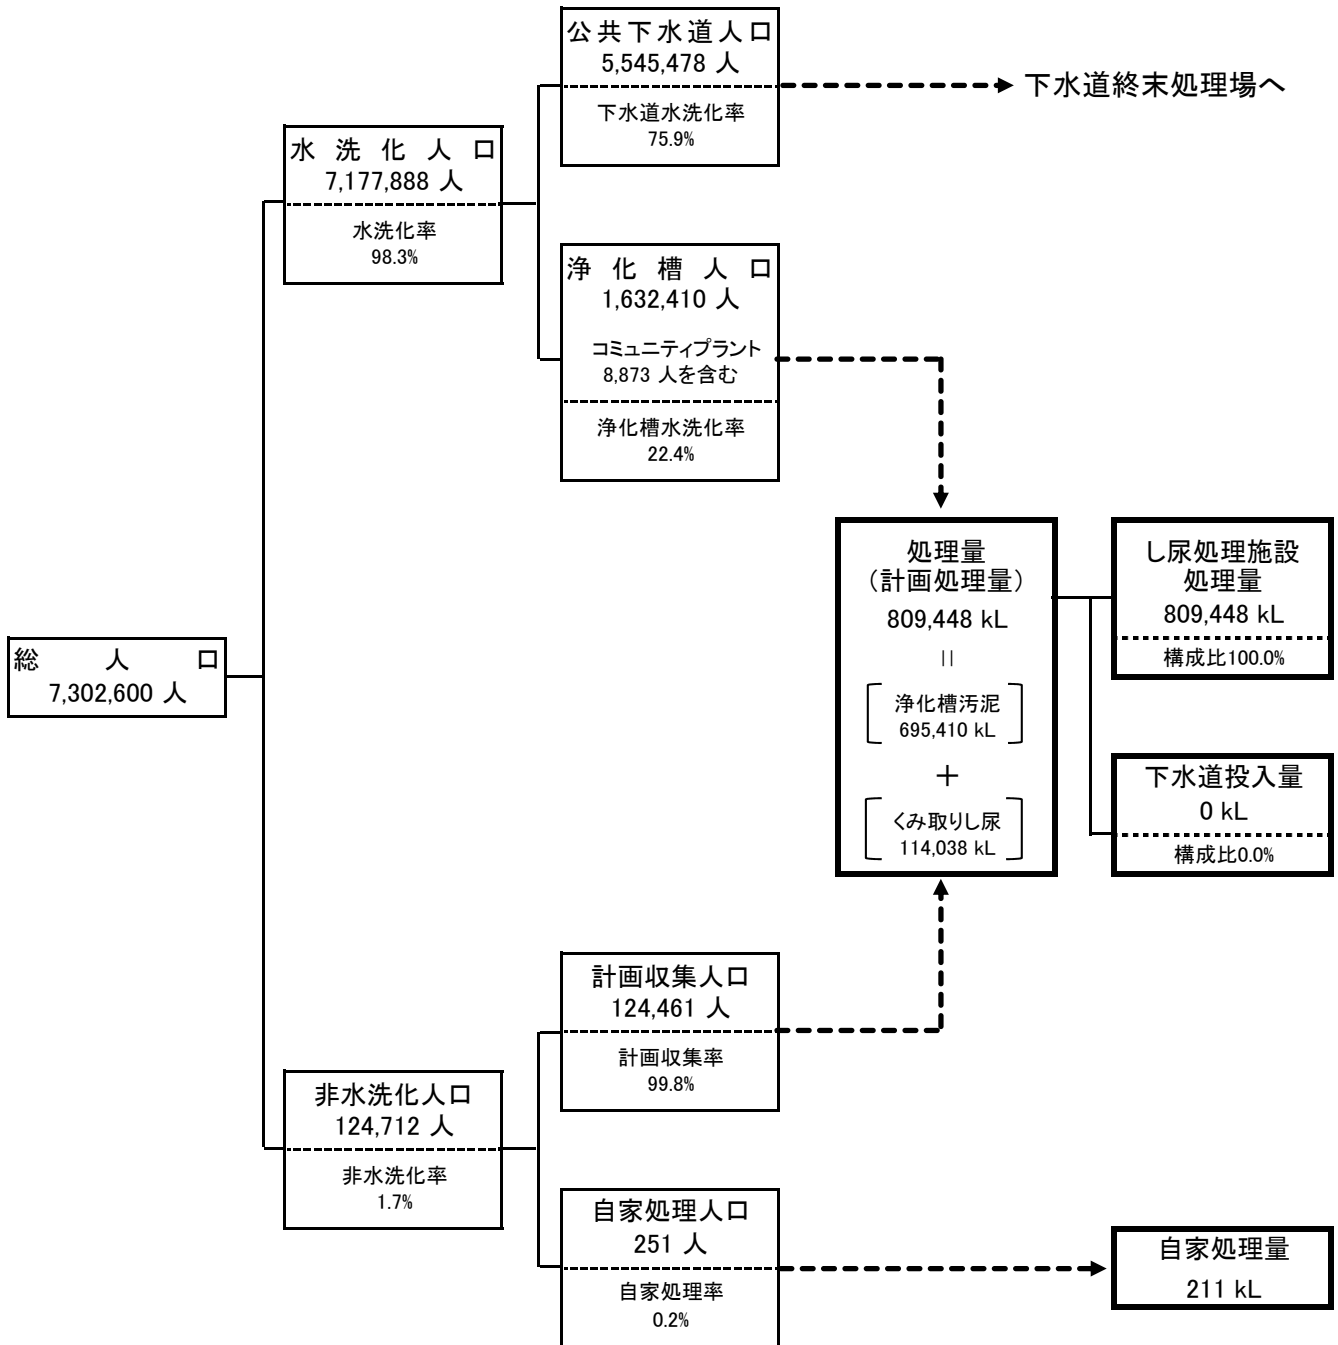 総人口
7,302,600 人
水洗化人口
7,177,888 人
水洗化率
98.3%
公共下水道人口
5,545,478 人
下水道水洗化率
75.9%
下水道終末処理場へ
浄化槽人口
1,632,410 人
コミュニティプラント
8,873 人を含む
浄化槽水洗化率
22.4%
処理量
（計画処理量）
809,448 kL
||
浄化槽汚泥
695,410 kL
＋
くみ取りし尿
114,038 kL
し尿処理施設
処理量
809,448 kL
構成比100.0%
下水道投入量
0 kL
構成比0.0%
非水洗化人口
124,712 人
非水洗化率
1.7%
計画収集人口
124,461 人
計画収集率
99.8%
自家処理人口
251 人
自家処理率
0.2%
自家処理量
211 kL